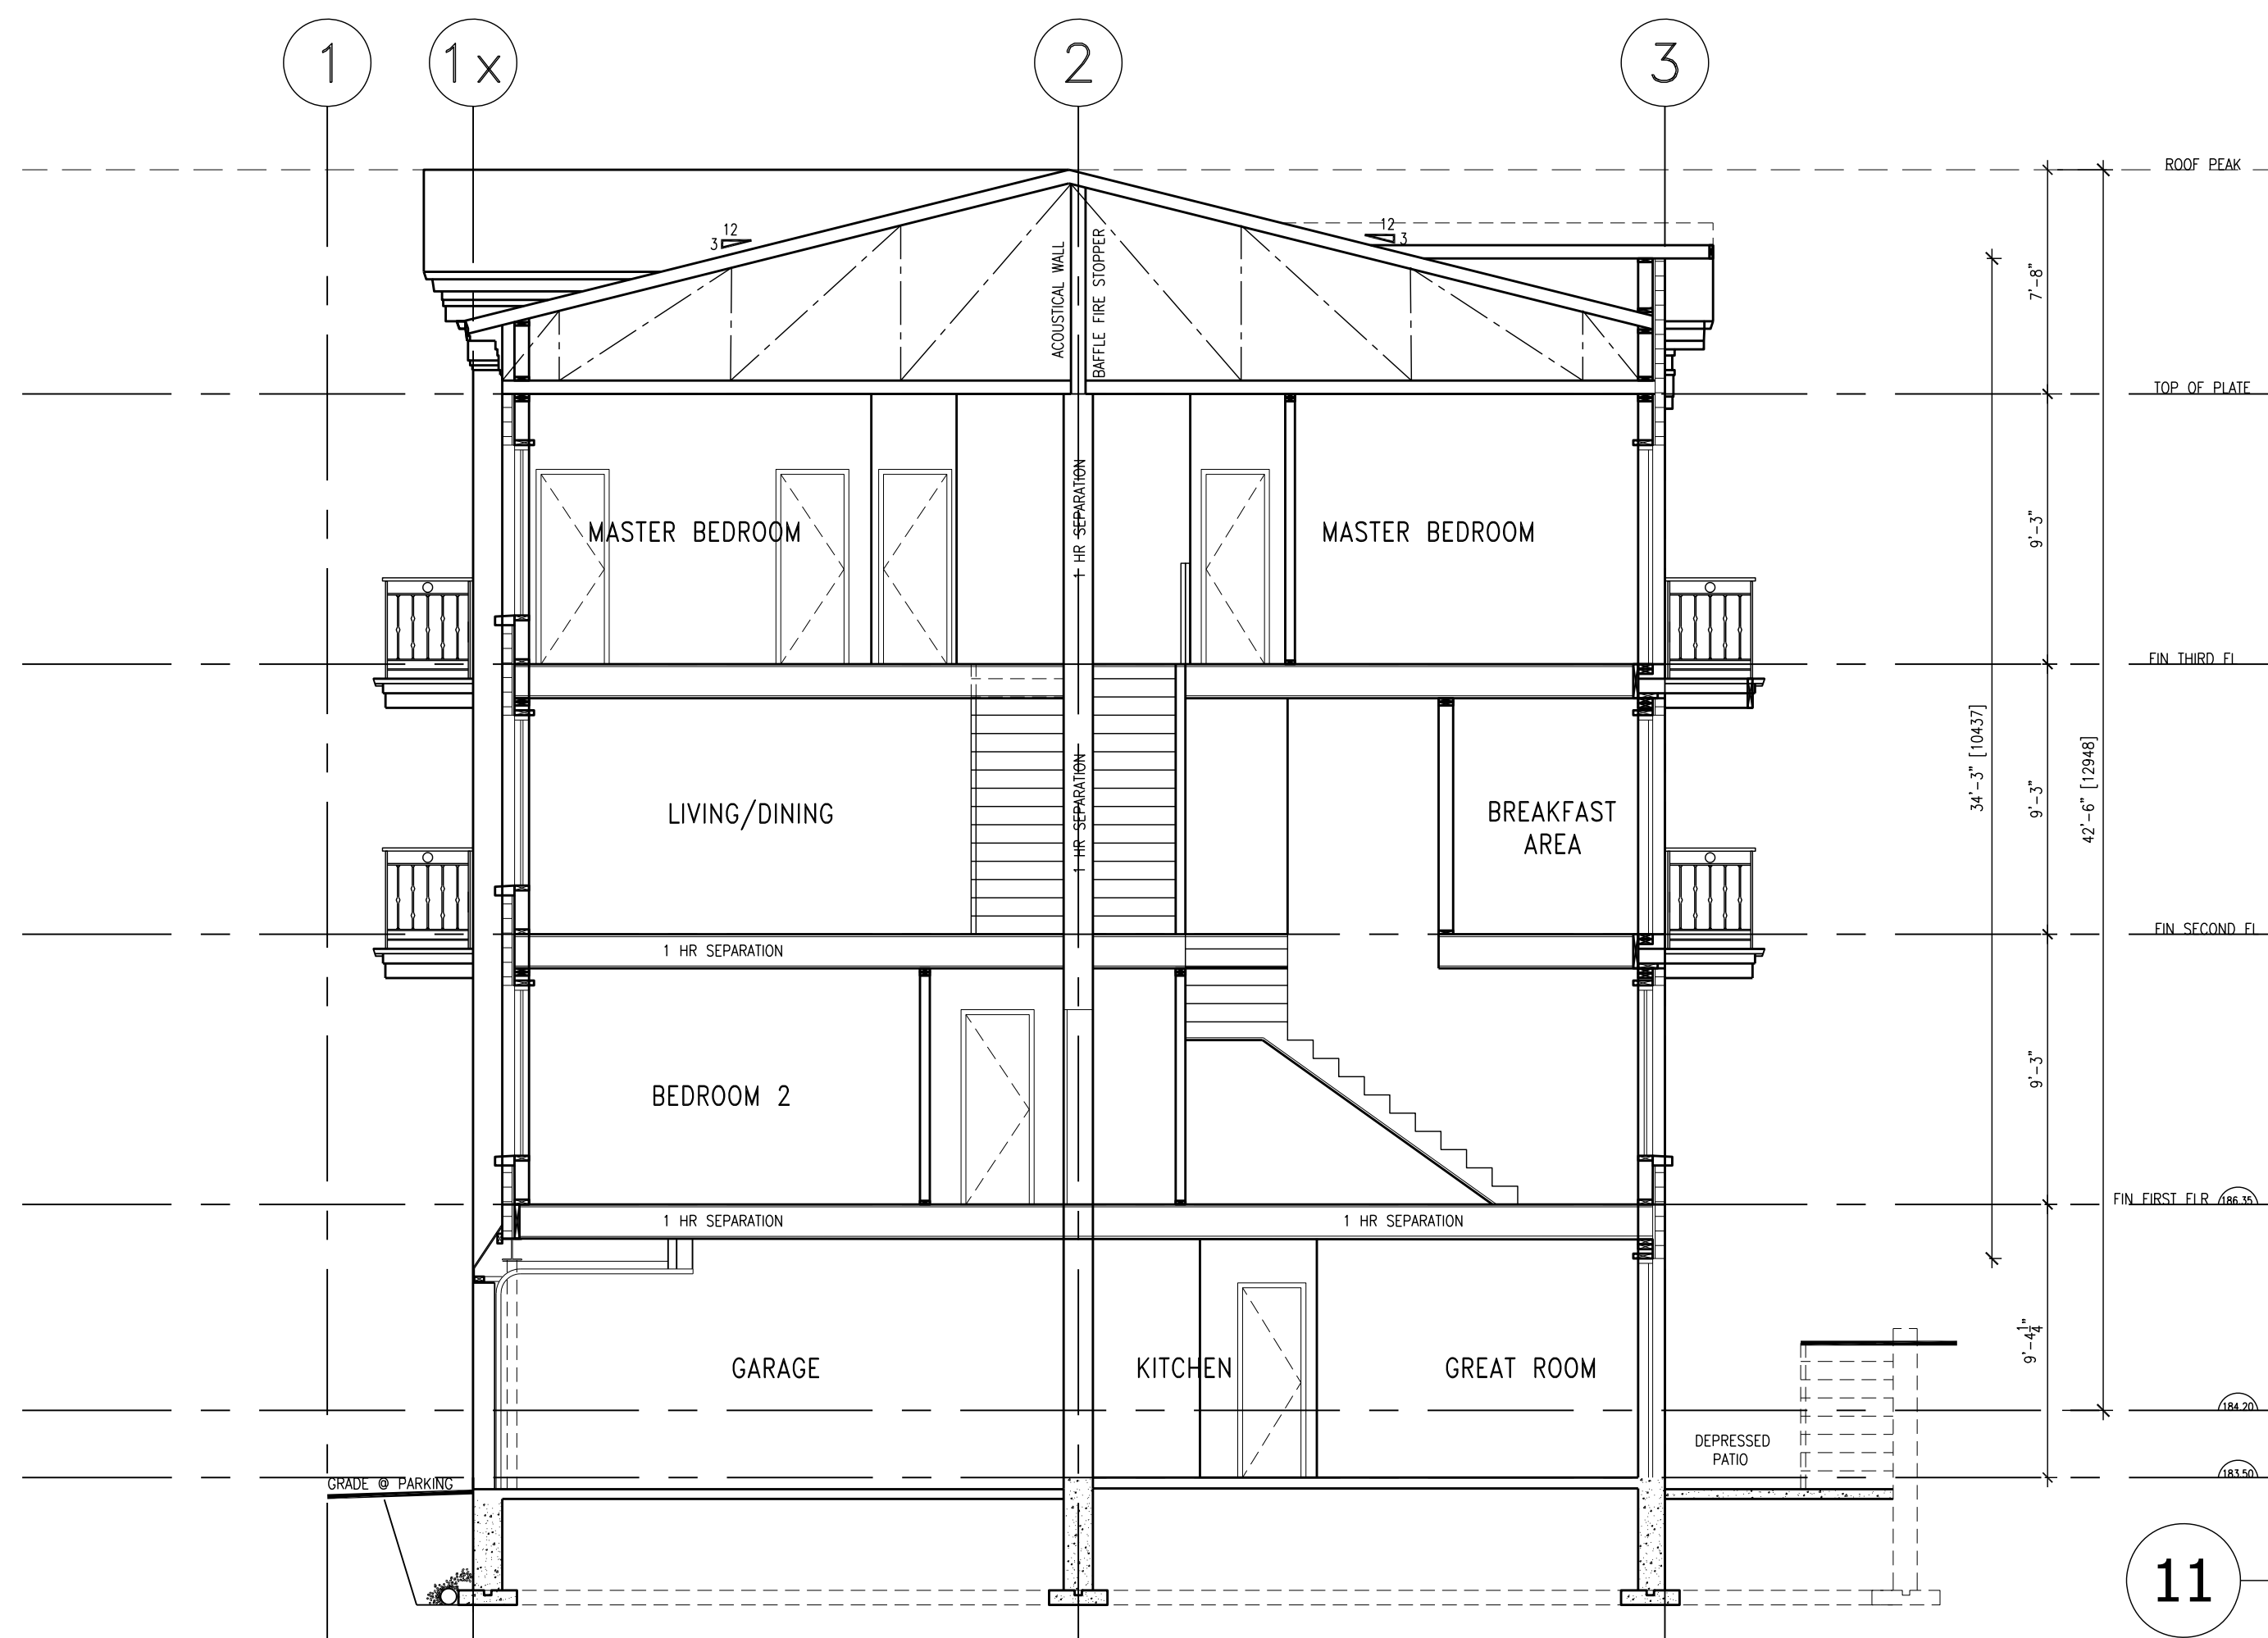 1
1x
2
3
ROOF PEAK
12
3
12
3
ACOUSTICAL WALL
BAFFLE FIRE STOPPER
7'-8"
TOP OF PLATE
1 HR SEPARATION
MASTER BEDROOM
MASTER BEDROOM
9'-3"
FIN THIRD FL
34'-3" [10437]
42'-6" [12948]
1 HR SEPARATION
LIVING/DINING
BREAKFAST
AREA
9'-3"
FIN SECOND FL
1 HR SEPARATION
BEDROOM 2
9'-3"
FIN FIRST FLR
186.35
1 HR SEPARATION
1 HR SEPARATION
GARAGE
KITCHEN
GREAT ROOM
9'-4 1/4"
184.20
DEPRESSED
PATIO
183.50
GRADE @ PARKING
11